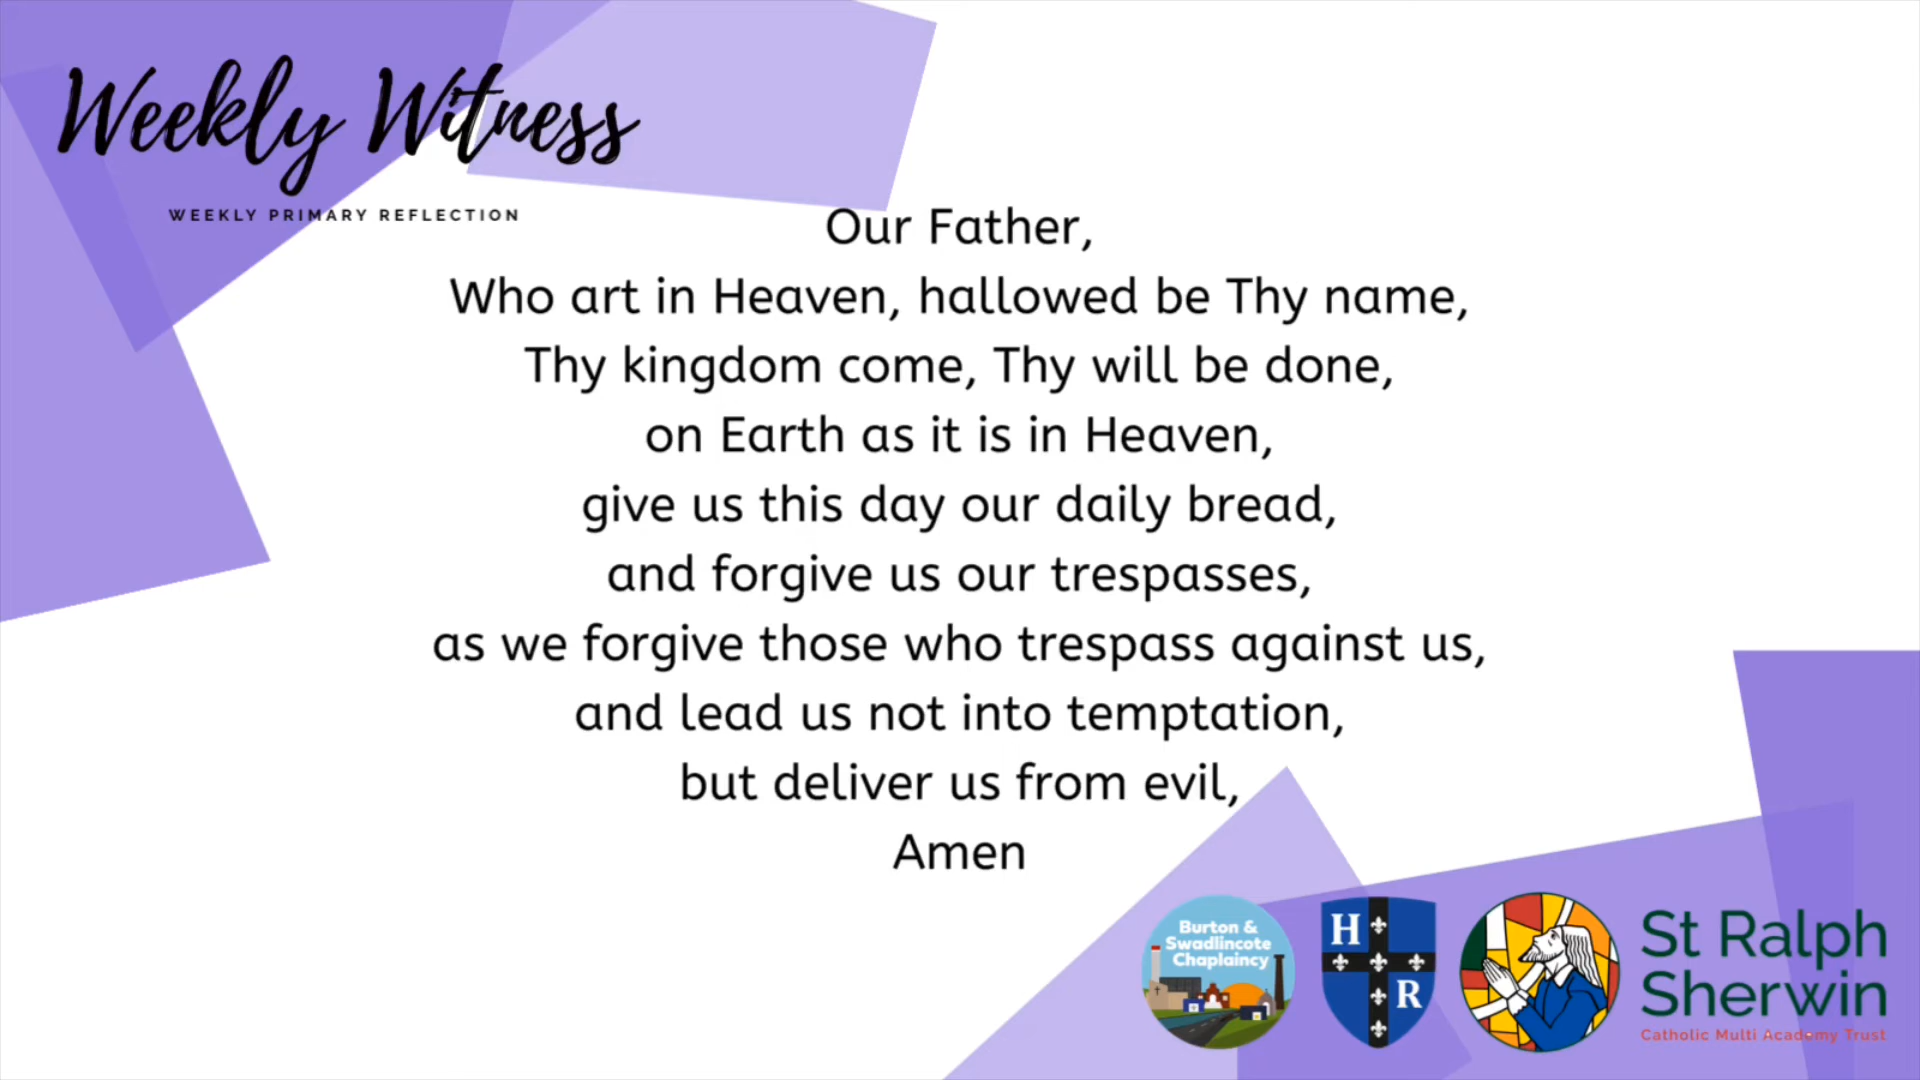 Weekly Witness
WEEKLY PRIMARY REFLECTION
Our Father,
Who art in Heaven, hallowed be Thy name,
Thy kingdom come, Thy will be done,
on Earth as it is in Heaven,
give us this day our daily bread,
and forgive us our trespasses,
as we forgive those who trespass against us,
and lead us not into temptation,
but deliver us from evil,
Amen
Burton &
Swadlincote
Chaplaincy
H
R
St Ralph
Sherwin
Catholic Multi Academy Trust